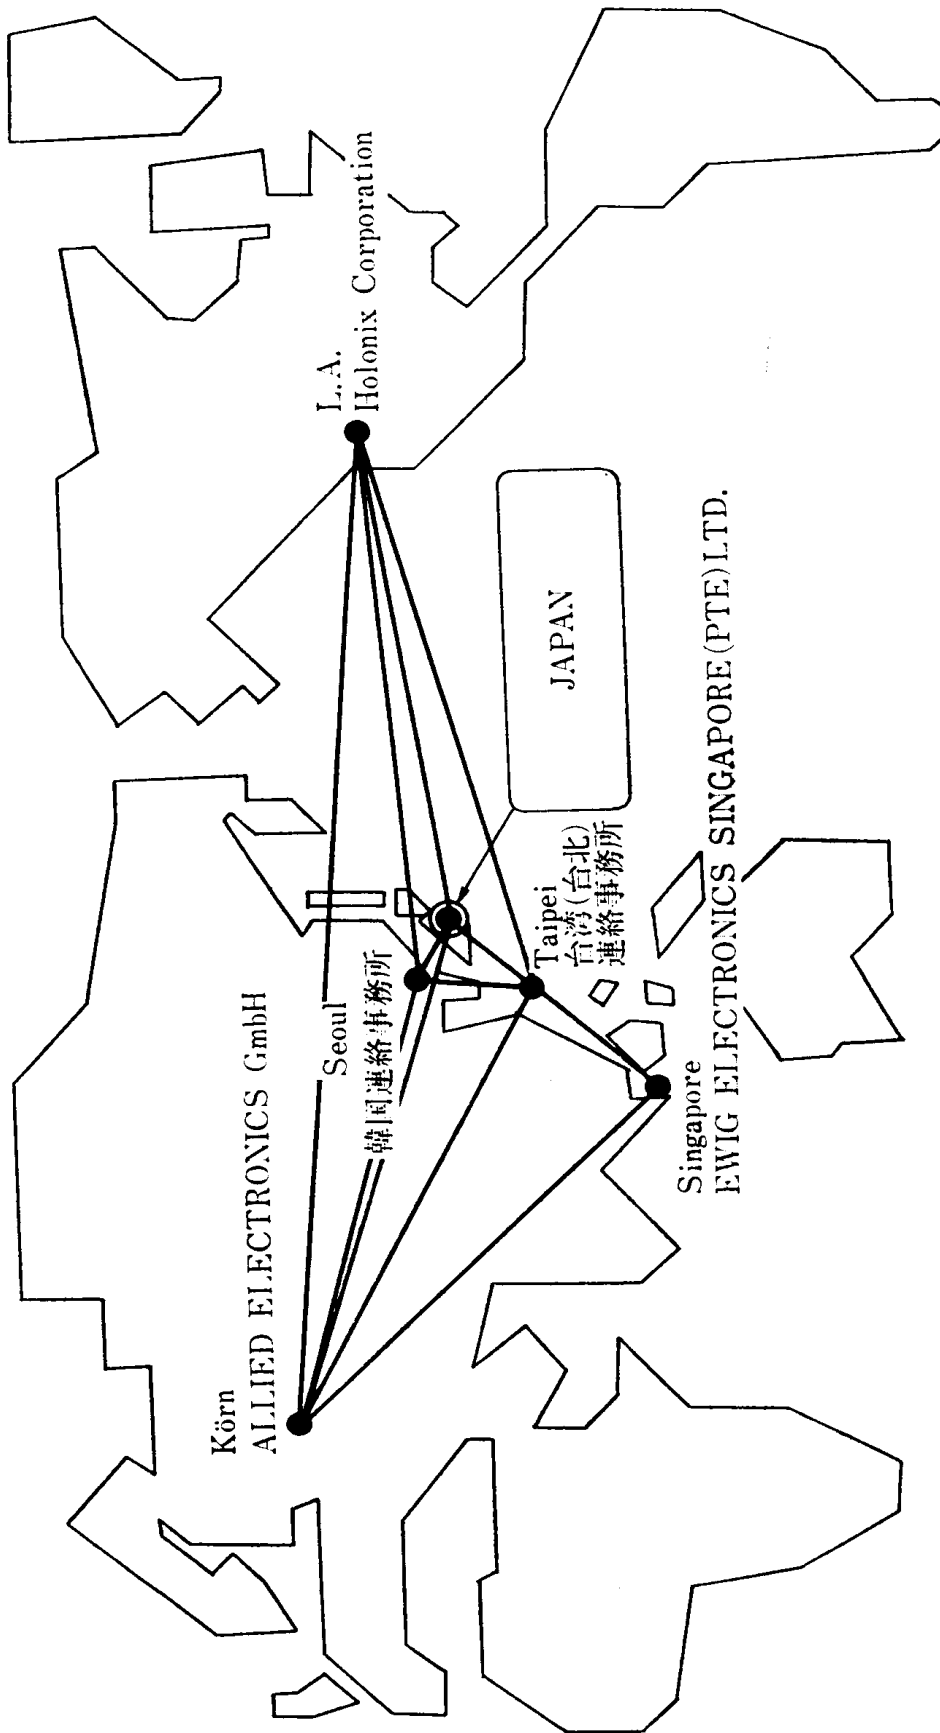 Körn
ALLIED ELECTRONICS GmbH
Seoul
韓国連絡事務所
L.A.
Holonix Corporation
JAPAN
Taipei
台湾(台北)
連絡事務所
Singapore
EWIG ELECTRONICS SINGAPORE(PTE)LTD.